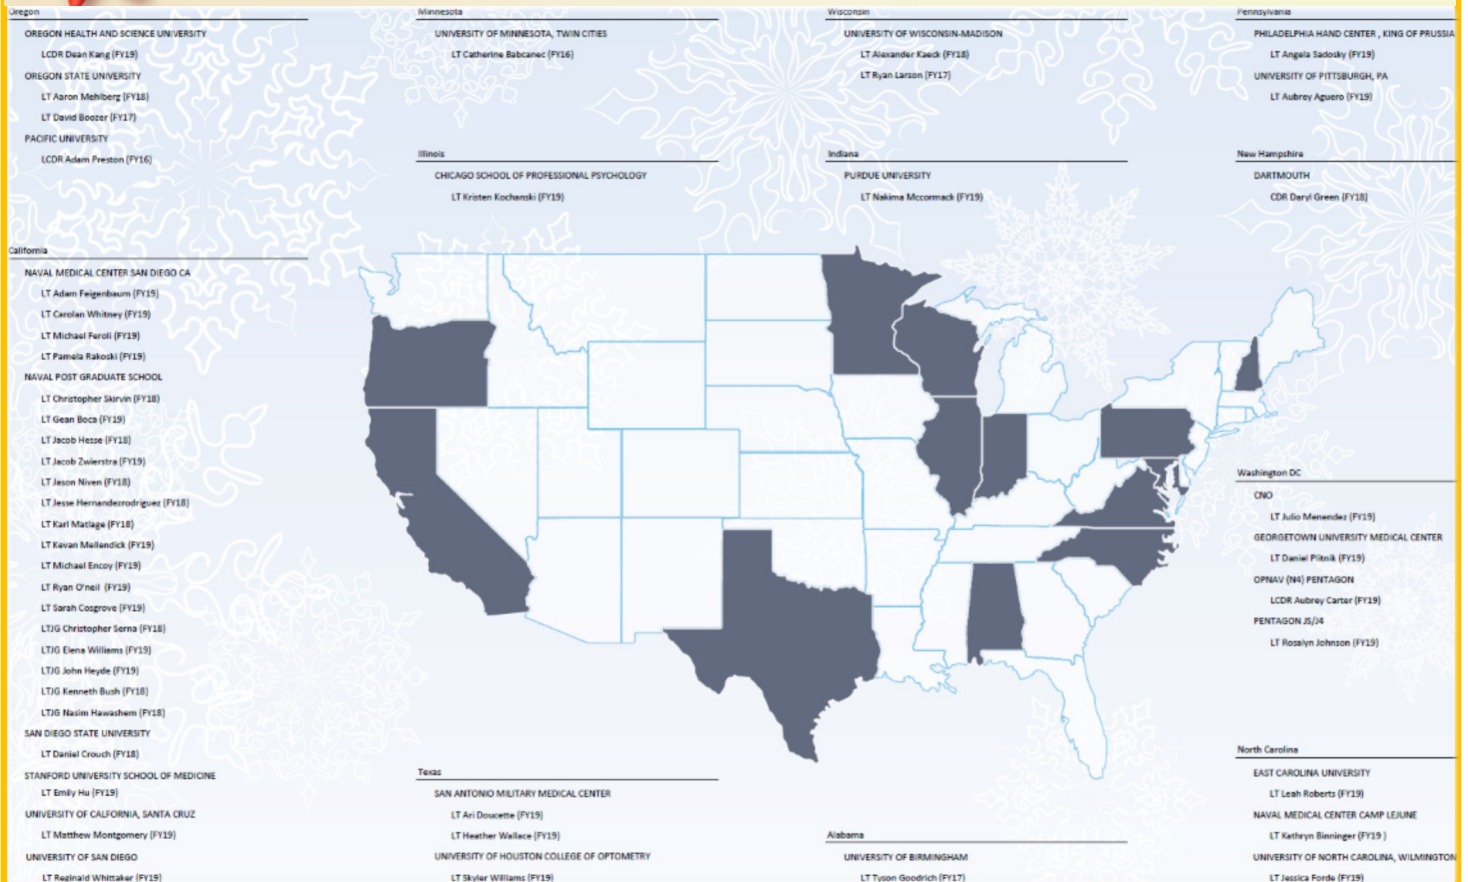 Oregon
OREGON HEALTH AND SCIENCE UNIVERSITY
LCDR Dean Kang (FY19)
OREGON STATE UNIVERSITY
LT Aaron Mehlberg (FY18)
LT David Boozer (FY17)
PACIFIC UNIVERSITY
LCDR Adam Preston (FY16)
California
NAVAL MEDICAL CENTER SAN DIEGO CA
LT Adam Feigenbaum (FY19)
LT Carolan Whitney (FY19)
LT Michael Feroli (FY19)
LT Pamela Rakoski (FY19)
NAVAL POST GRADUATE SCHOOL
LT Christopher Skirvin (FY18)
LT Gean Boca (FY19)
LT Jacob Hesse (FY18)
LT Jacob Zwierstra (FY19)
LT Jason Niven (FY18)
LT Jesse Hernandezrodriguez (FY18)
LT Karl Matlage (FY18)
LT Kevan Mellendick (FY19)
LT Michael Encoy (FY19)
LT Ryan O'neil (FY19)
LT Sarah Cosgrove (FY19)
LTJG Christopher Serna (FY18)
LTJG Elena Williams (FY19)
LTJG John Heyde (FY19)
LTJG Kenneth Bush (FY18)
LTJG Nasim Hawashem (FY18)
SAN DIEGO STATE UNIVERSITY
LT Daniel Crouch (FY18)
STANFORD UNIVERSITY SCHOOL OF MEDICINE
LT Emily Hu (FY19)
UNIVERSITY OF CALFORNIA, SANTA CRUZ
LT Matthew Montgomery (FY19)
UNIVERSITY OF SAN DIEGO
LT Reginald Whittaker (FY19)
Minnesota
UNIVERSITY OF MINNESOTA, TWIN CITIES
LT Catherine Babcanec (FY16)
Illinois
CHICAGO SCHOOL OF PROFESSIONAL PSYCHOLOGY
LT Kristen Kochanski (FY19)
Texas
SAN ANTONIO MILITARY MEDICAL CENTER
LT Ari Doucette (FY19)
LT Heather Wallace (FY19)
UNIVERSITY OF HOUSTON COLLEGE OF OPTOMETRY
LT Skyler Williams (FY19)
Wisconsin
UNIVERSITY OF WISCONSIN-MADISON
LT Alexander Kaeck (FY18)
LT Ryan Larson (FY17)
Indiana
PURDUE UNIVERSITY
LT Nakima Mccormack (FY19)
Alabama
UNIVERSITY OF BIRMINGHAM
LT Tyson Goodrich (FY17)
Pennsylvania
PHILADELPHIA HAND CENTER , KING OF PRUSSIA
LT Angela Sadosky (FY19)
UNIVERSITY OF PITTSBURGH, PA
LT Aubrey Aguero (FY19)
New Hampshire
DARTMOUTH
CDR Daryl Green (FY18)
Washington DC
CNO
LT Julio Menendez (FY19)
GEORGETOWN UNIVERSITY MEDICAL CENTER
LT Daniel Plitnik (FY19)
OPNAV (N4) PENTAGON
LCDR Aubrey Carter (FY19)
PENTAGON JS/J4
LT Rosalyn Johnson (FY19)
North Carolina
EAST CAROLINA UNIVERSITY
LT Leah Roberts (FY19)
NAVAL MEDICAL CENTER CAMP LEJUNE
LT Kathryn Binninger (FY19 )
UNIVERSITY OF NORTH CAROLINA, WILMINGTON
LT Jessica Forde (FY19)